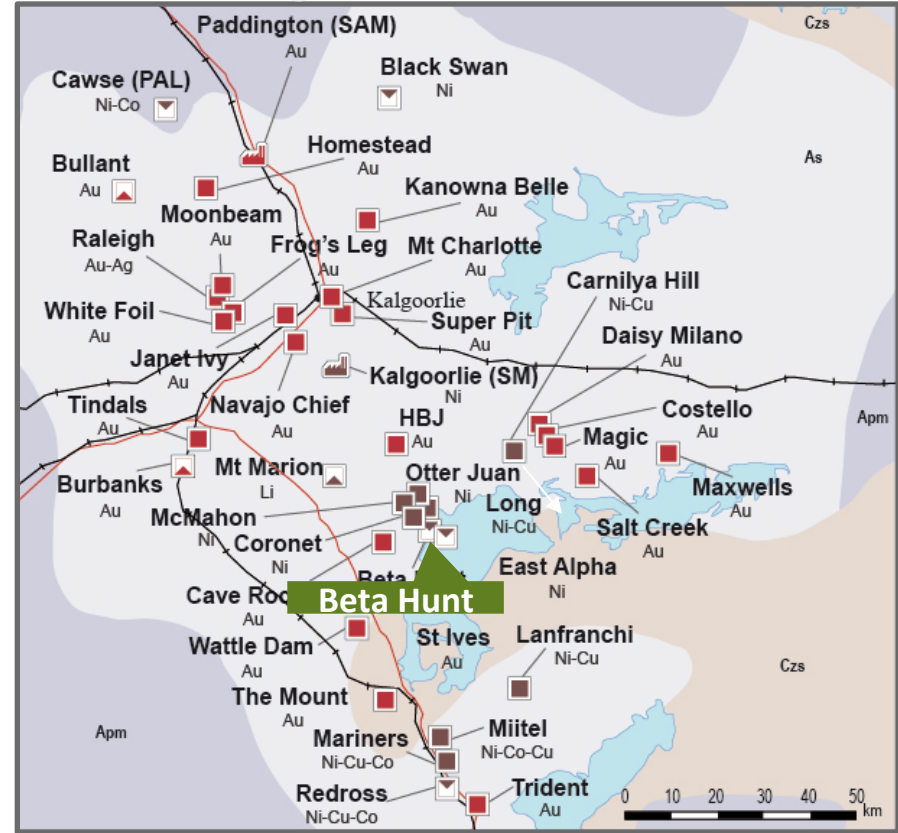 Paddington (SAM)
Au
Czs
Cawse (PAL)
Ni-Co
Black Swan
Ni
Homestead
Au
As
Bullant
Au
Kanowna Belle
Au
Moonbeam
Au
Raleigh
Au-Ag
Frog's Leg
Au
Mt Charlotte
Au
Carnilya Hill
Ni-Cu
White Foil
Au
Kalgoorlie
Super Pit
Au
Daisy Milano
Au
Janet Ivy
Au
Kalgoorlie (SM)
Ni
Tindals
Au
Navajo Chief
Au
HBJ
Au
Costello
Au
Apm
Magic
Au
Burbanks
Au
Mt Marion
Li
Otter Juan
Ni
Maxwells
Au
Long
Ni-Cu
McMahon
Ni
Salt Creek
Au
Coronet
Ni
East Alpha
Ni
Beta
Cave
Au
Beta Hunt
Wattle Dam
Au
St Ives
Au
Lanfranchi
Ni-Cu
Czs
The Mount
Au
Apm
Mariners
Ni-Cu-Co
Miitel
Ni-Co-Cu
Redross
Ni-Cu-Co
Trident
Au
0 10 20 30 40 50
km